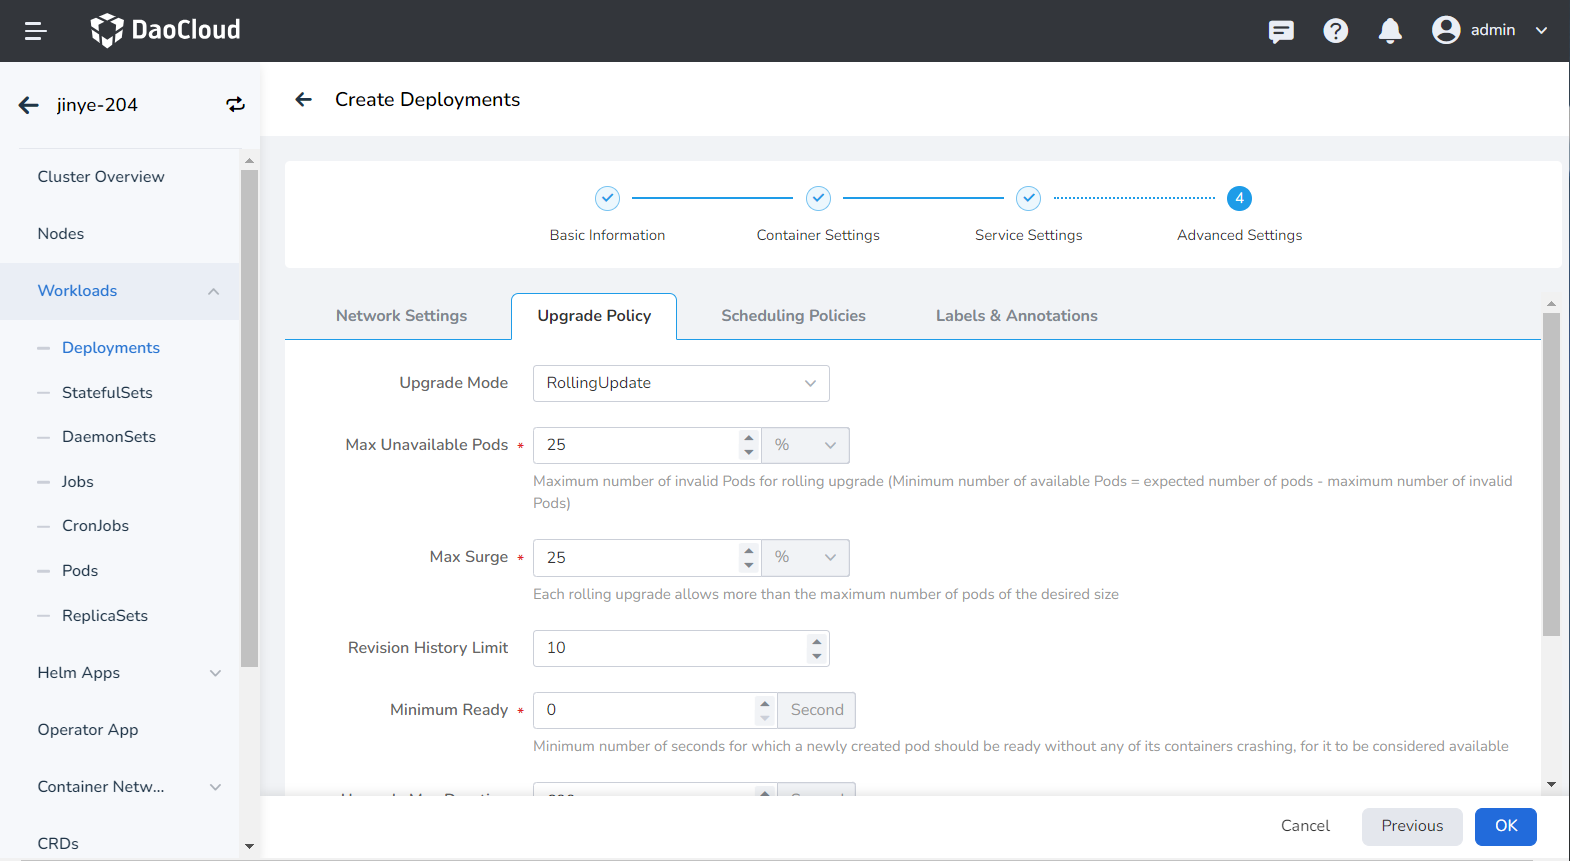 DaoCloud
admin
jinye-204
Create Deployments
Cluster Overview
Nodes
Workloads
Deployments
StatefulSets
DaemonSets
Jobs
CronJobs
Pods
ReplicaSets
Helm Apps
Operator App
Container Netw...
CRDs
4
Basic Information
Container Settings
Service Settings
Advanced Settings
Network Settings
Upgrade Policy
Scheduling Policies
Labels & Annotations
Upgrade Mode
RollingUpdate
Max Unavailable Pods *
25
%
Maximum number of invalid Pods for rolling upgrade (Minimum number of available Pods = expected number of pods - maximum number of invalid
Pods)
Max Surge *
25
%
Each rolling upgrade allows more than the maximum number of pods of the desired size
Revision History Limit
10
Minimum Ready *
0
Second
Minimum number of seconds for which a newly created pod should be ready without any of its containers crashing, for it to be considered available
Cancel
Previous
OK